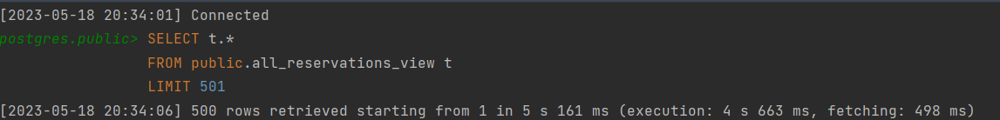 [2023-05-18 20:34:01] Connected
postgres.public> SELECT t.*
FROM public.all_reservations_view t
LIMIT 501
[2023-05-18 20:34:06] 500 rows retrieved starting from 1 in 5 s 161 ms (execution: 4 s 663 ms, fetching: 498 ms)